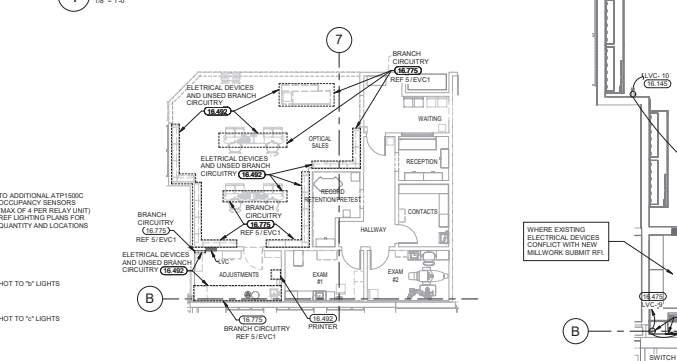 1/8" = 1'-0"
7
BRANCH
CIRCUITRY
16.775
REF 5 / EVC1
ELETRICAL DEVICES
AND UNSED BRANCH
CIRCUITRY
16.492
OPTICAL
SALES
WAITING
ELETRICAL DEVICES
AND UNSED BRANCH
CIRCUITRY 16.492
RECEPTION
RECORD
RETENTION/PRETEST
CONTACTS
TO ADDITIONAL ATP1500C
OCCUPANCY SENSORS
(MAX OF 4 PER RELAY UNIT)
REF LIGHTING PLANS FOR
QUANTITY AND LOCATIONS
BRANCH
CIRCUITRY
16.775
REF 5 / EVC1
BRANCH
CIRCUITRY
16.775
REF 5 / EVC1
HALLWAY
ELETRICAL DEVICES
AND UNSED BRANCH
CIRCUITRY 16.492
LVC
ADJUSTMENTS
EXAM
#1
EXAM
#2
HOT TO "b" LIGHTS
B
HOT TO "c" LIGHTS
16.775
BRANCH CIRCUITRY
REF 5 / EVC1
16.492
PRINTER
LVC- 10
16.145
WHERE EXISTING
ELECTRICAL DEVICES
CONFLICT WITH NEW
MILLWORK SUBMIT RFI.
16.475
LVC- 9
B
SWITCH